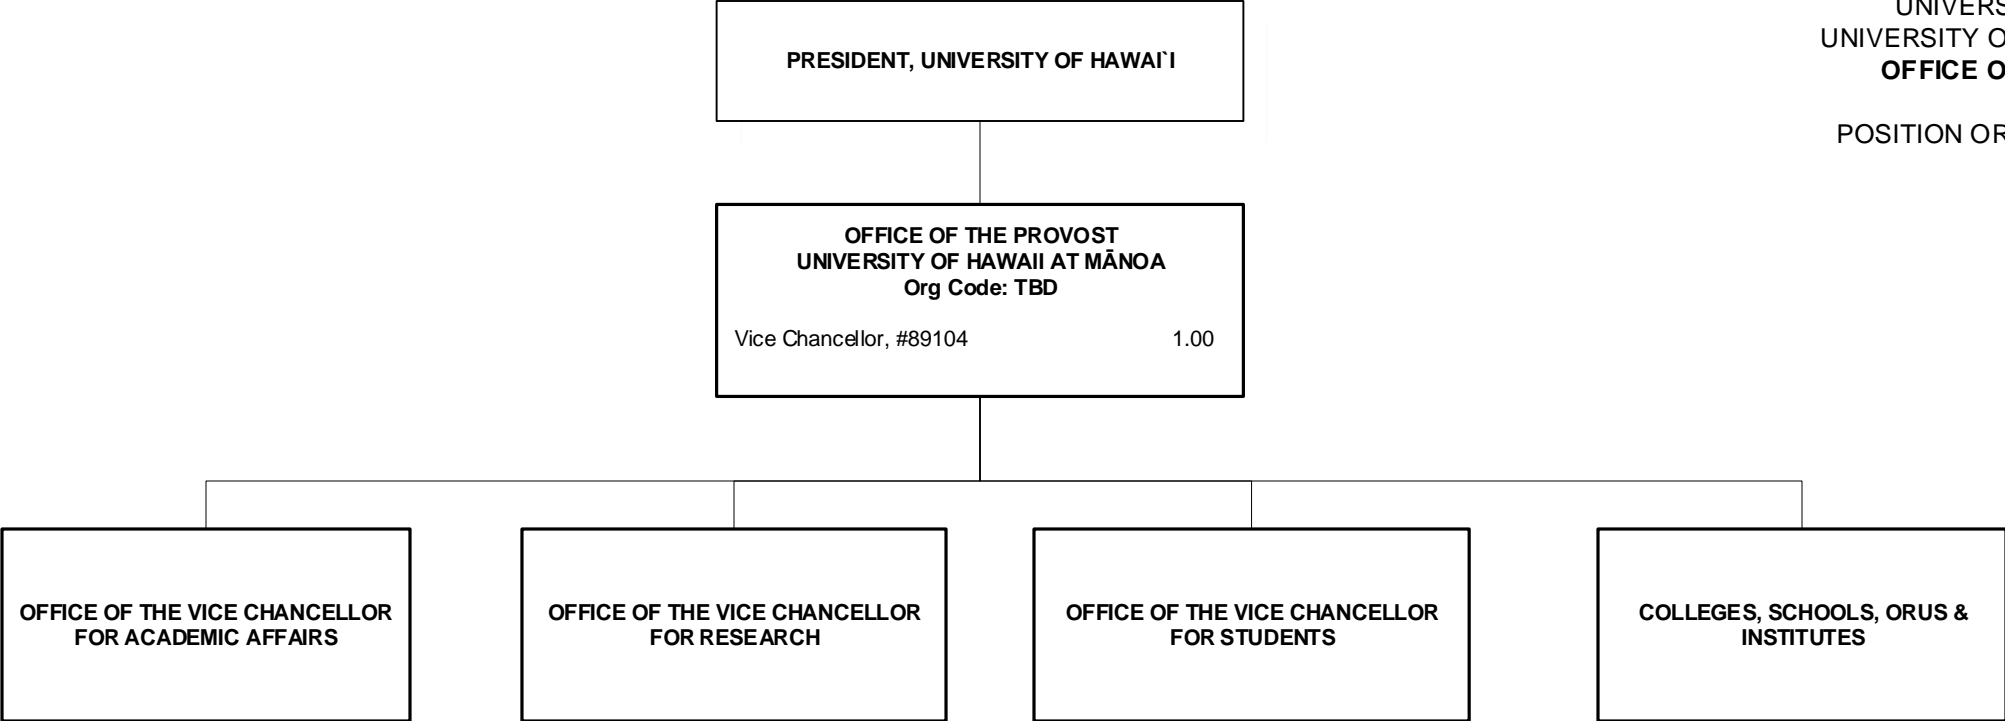 PRESIDENT, UNIVERSITY OF HAWAI`I
UNIVERSITY
OFFICE
POSITION
OFFICE OF THE PROVOST
UNIVERSITY OF HAWAII AT MĀNOA
Org Code: TBD
Vice Chancellor, #89104 1.00
OFFICE OF THE VICE CHANCELLOR
FOR ACADEMIC AFFAIRS
OFFICE OF THE VICE CHANCELLOR
FOR RESEARCH
OFFICE OF THE VICE CHANCELLOR
FOR STUDENTS
COLLEGES, SCHOOLS, ORUS &
INSTITUTES